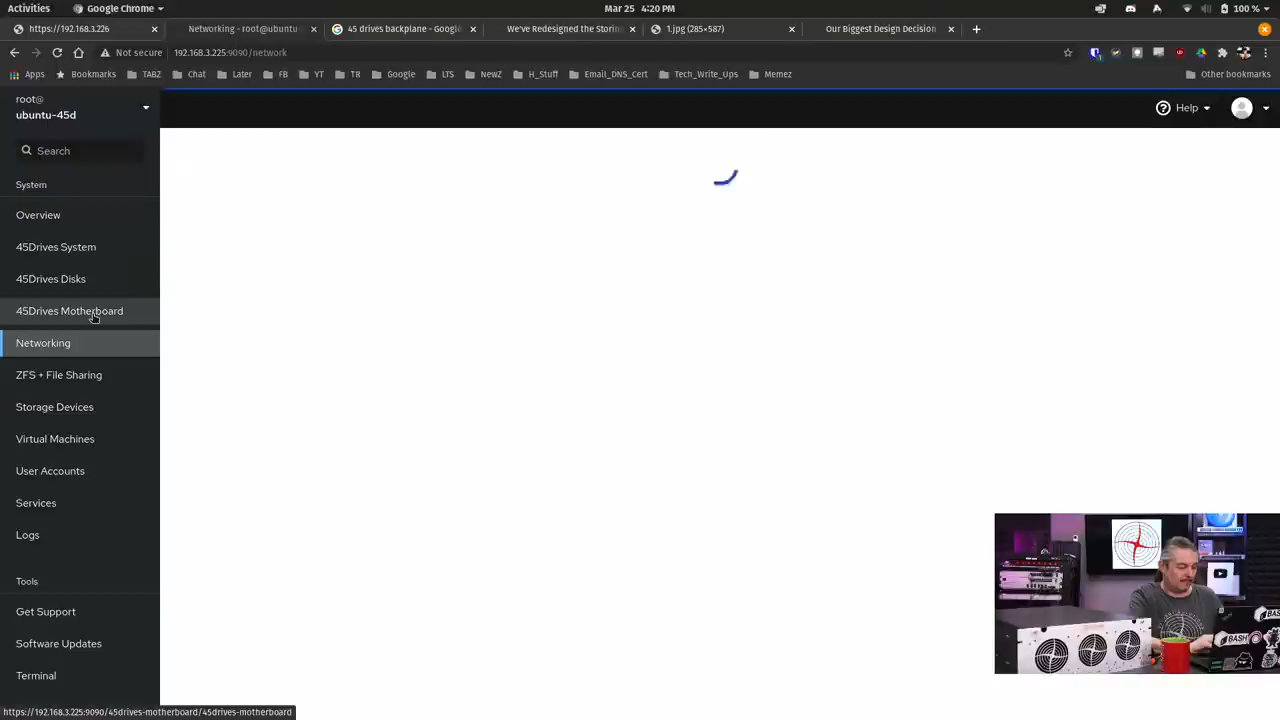 Activities
Google Chrome
Mar 25 4:20 PM
100 %
https://192.168.3.226
Networking - root@ubuntu
45 drives backplane - Google
We've Redesigned the Storin
1.jpg (285×587)
Our Biggest Design Decision
Not secure
192.168.3.225:9090/network
Apps
Bookmarks
TABZ
Chat
Later
FB
YT
TR
Google
LTS
NewZ
H_Stuff
Email_DNS_Cert
Tech_Write_Ups
Memez
Other bookmarks
root@
ubuntu-45d
Help
Search
System
Overview
45Drives System
45Drives Disks
45Drives Motherboard
Networking
ZFS + File Sharing
Storage Devices
Virtual Machines
User Accounts
Services
Logs
Tools
Get Support
Software Updates
Terminal
https://192.168.3.225:9090/45drives-motherboard/45drives-motherboard
BASH
BASH